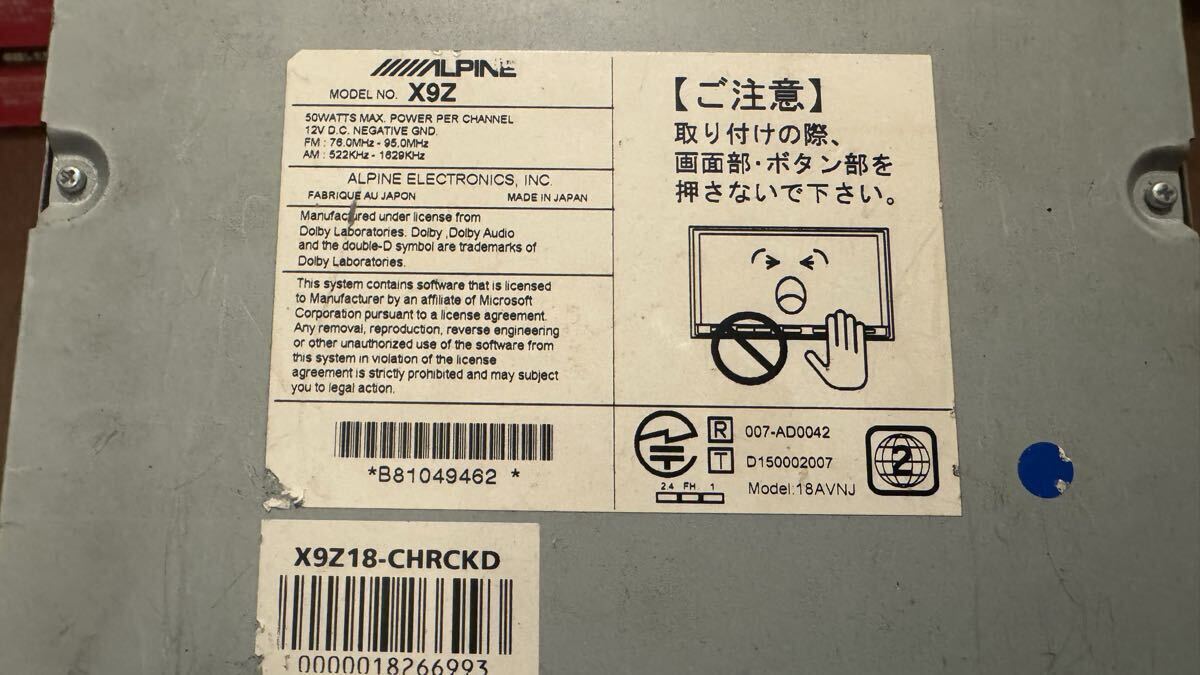 ALPINE
MODEL NO. X9Z
50WATTS MAX. POWER PER CHANNEL
12V D.C. NEGATIVE GND.
FM : 76.0MHz - 95.0MHz
AM : 522KHz - 1629KHz
ALPINE ELECTRONICS, INC.
FABRIQUE AU JAPON MADE IN JAPAN
Manufactured under license from
Dolby Laboratories. Dolby ,Dolby Audio
and the double-D symbol are trademarks of
Dolby Laboratories.
This system contains software that is licensed
to Manufacturer by an affiliate of Microsoft
Corporation pursuant to a license agreement.
Any removal, reproduction, reverse engineering
or other unauthorized use of the software from
this system in violation of the license
agreement is strictly prohibited and may subject
you to legal action.
*B81049462 *
【ご注意】
取り付けの際、
画面部・ボタン部を
押さないで下さい。
R 007-AD0042
T D150002007
2.4 FH 1
Model:18AVNJ
2
X9Z18-CHRCKD
0000018266993